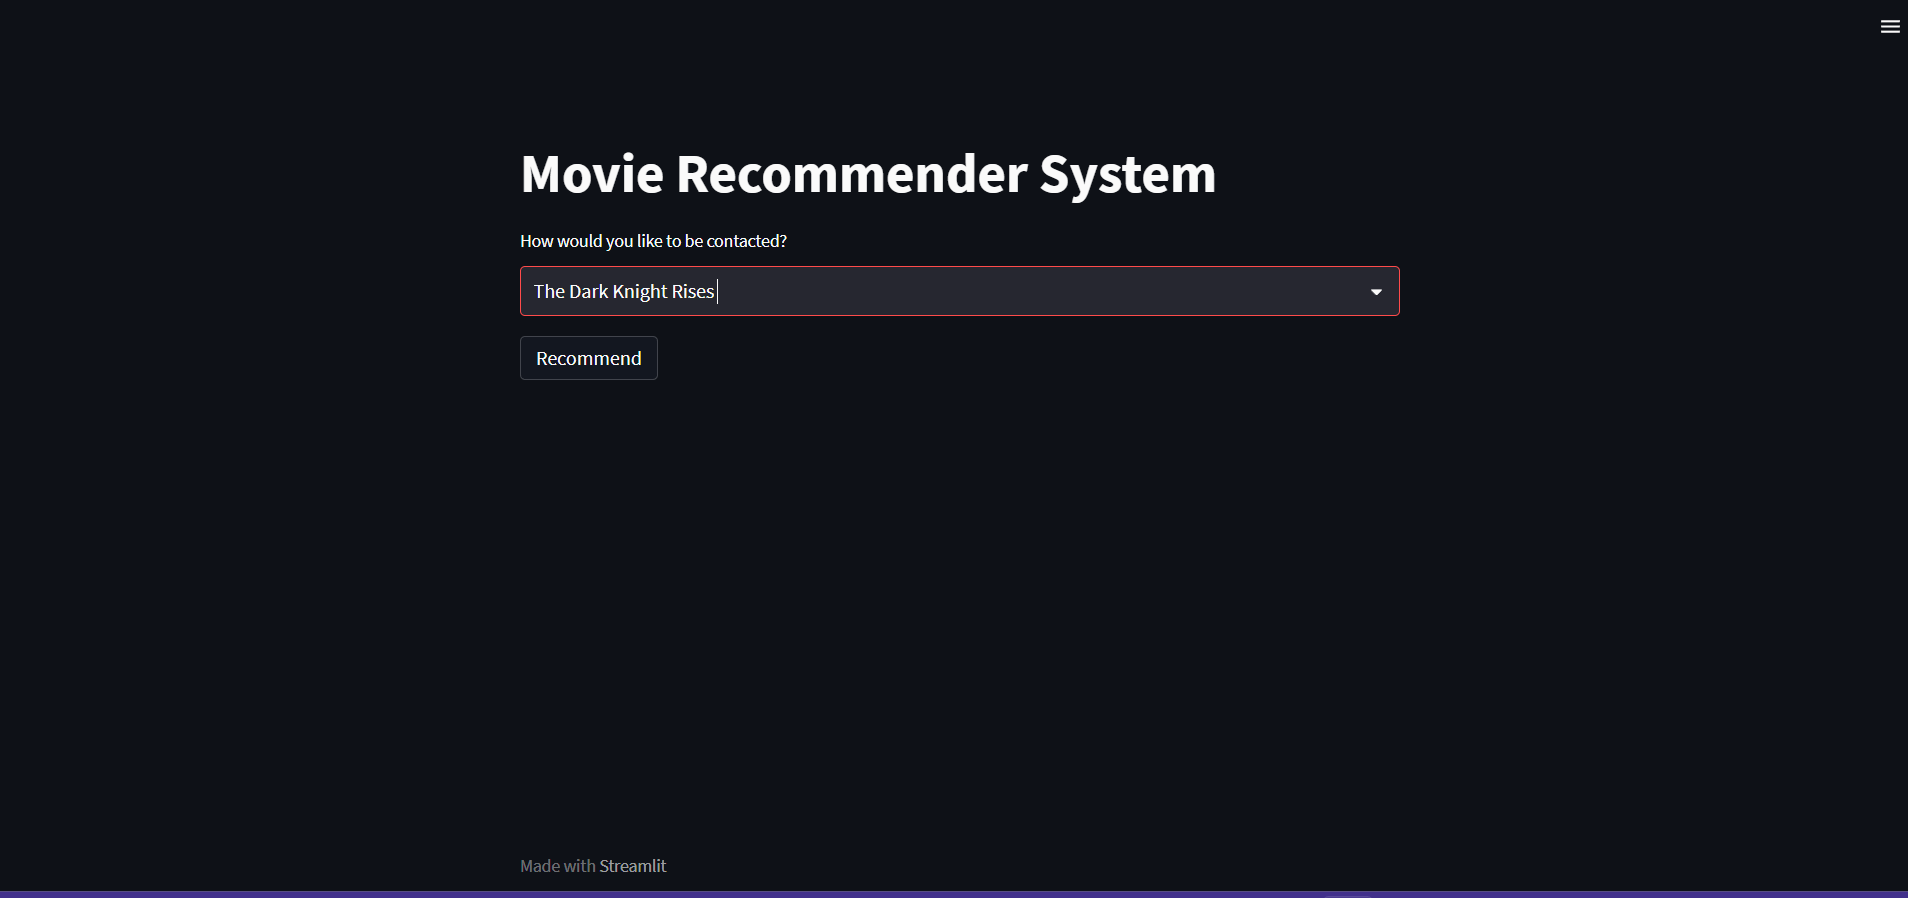 Movie Recommender System
How would you like to be contacted?
The Dark Knight Rises
Recommend
Made with Streamlit